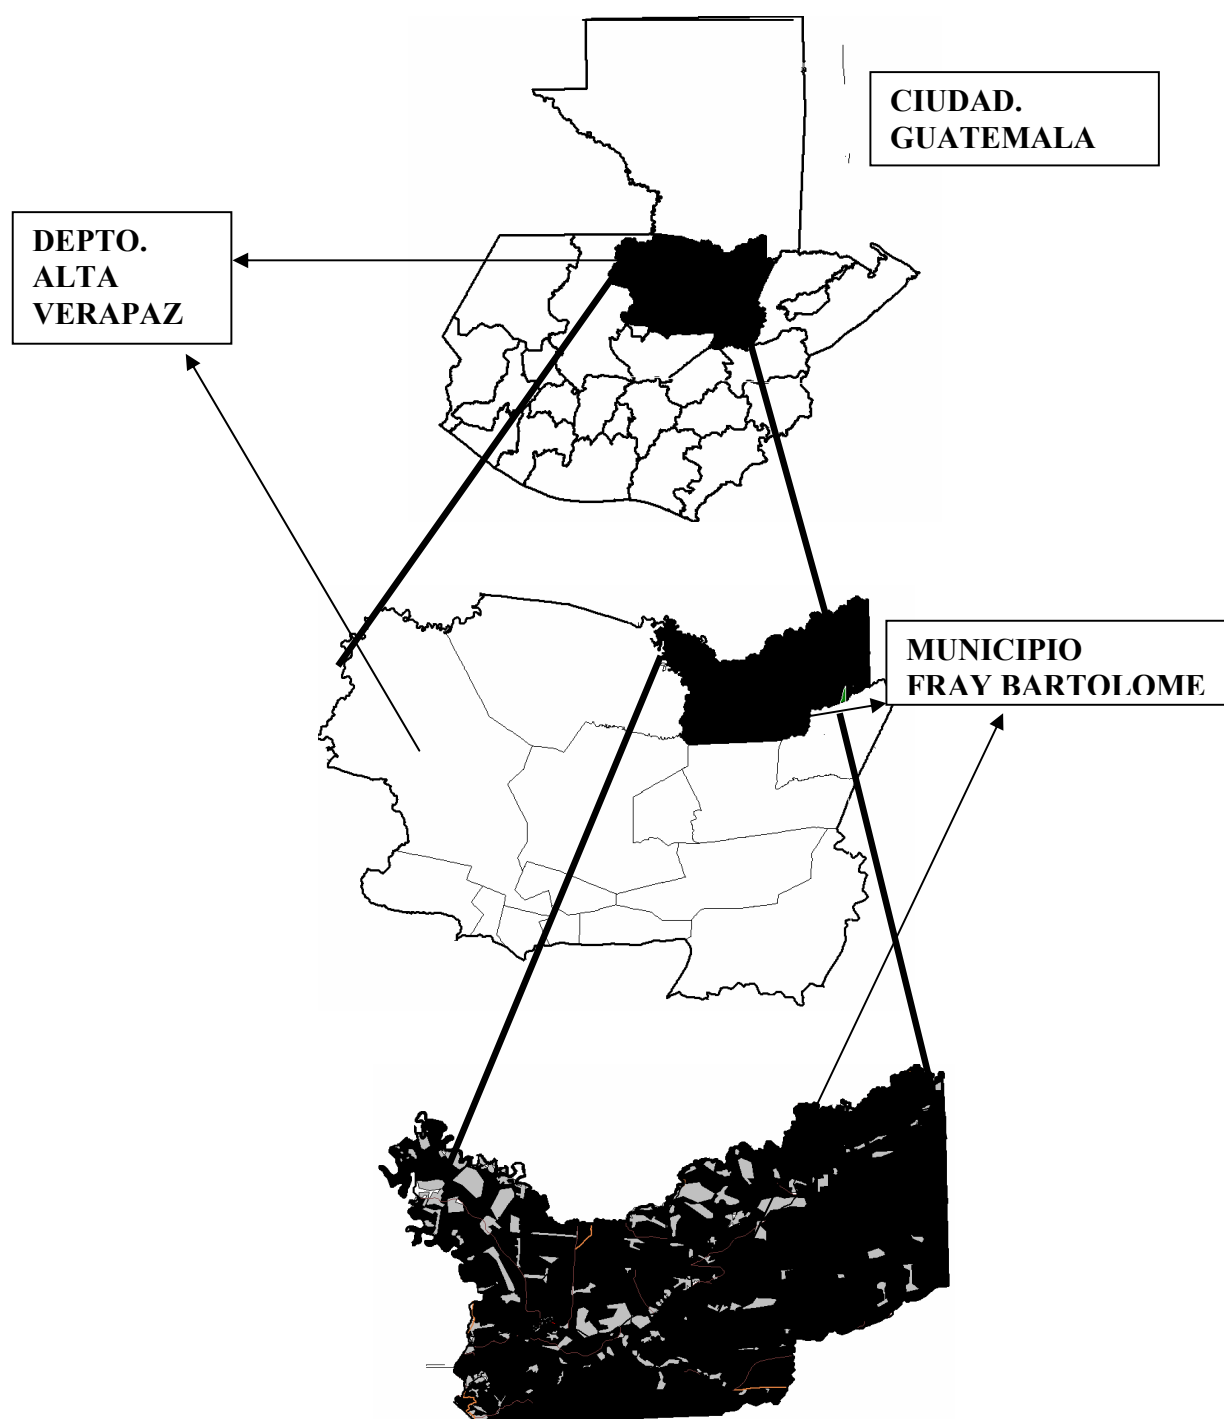 CIUDAD.
GUATEMALA
DEPTO.
ALTA
VERAPAZ
MUNICIPIO
FRAY BARTOLOME